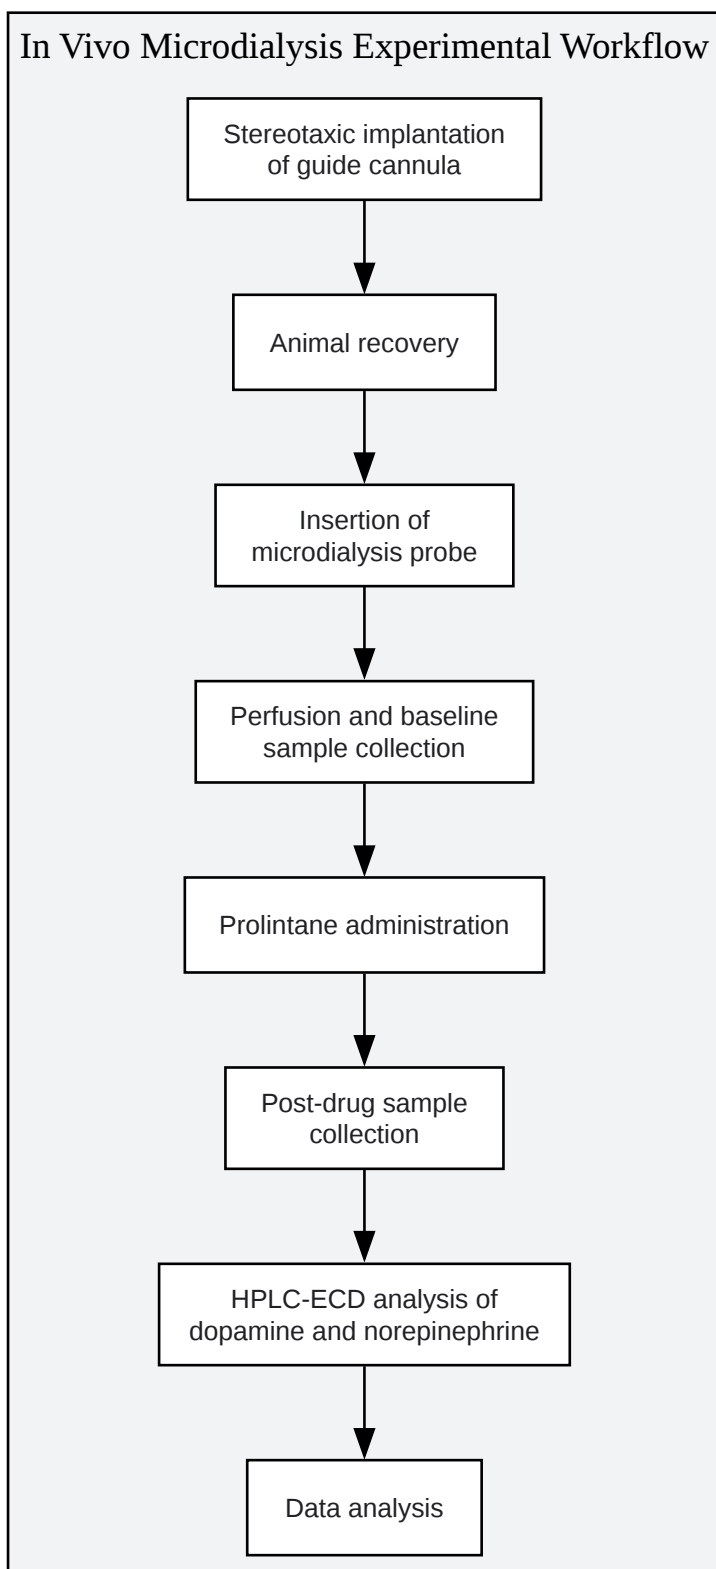 In Vivo Microdialysis Experimental Workflow
Stereotaxic implantation
of guide cannula
Animal recovery
Insertion of
microdialysis probe
Perfusion and baseline
sample collection
Prolintane administration
Post-drug sample
collection
HPLC-ECD analysis of
dopamine and norepinephrine
Data analysis